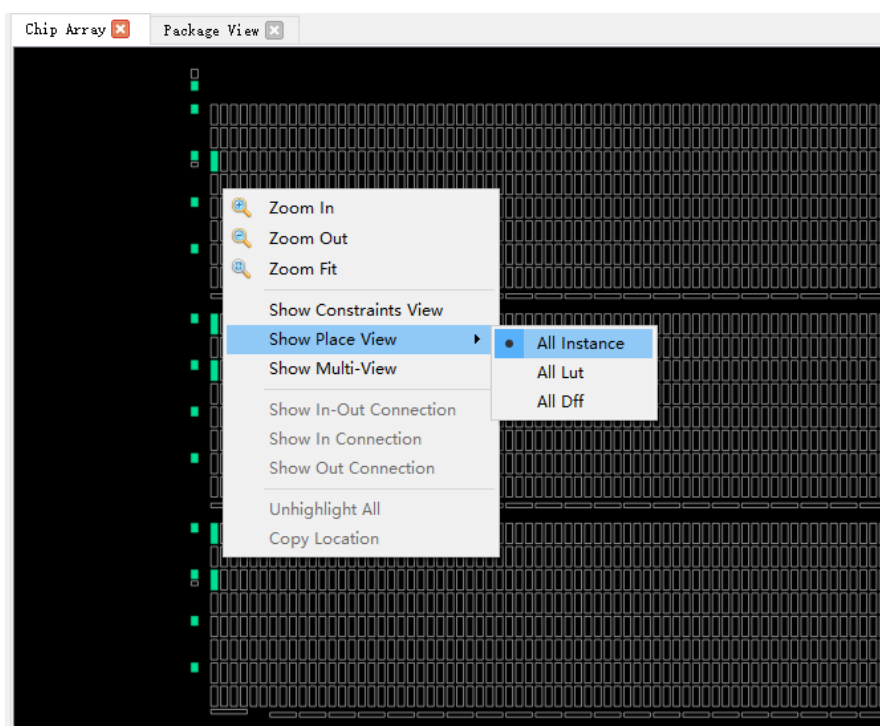 Chip Array Package View
Zoom In
Zoom Out
Zoom Fit
Show Constraints View
Show Place View
Show Multi-View
Show In-Out Connection
Show In Connection
Show Out Connection
Unhighlight All
Copy Location
All Instance
All Lut
All Dff